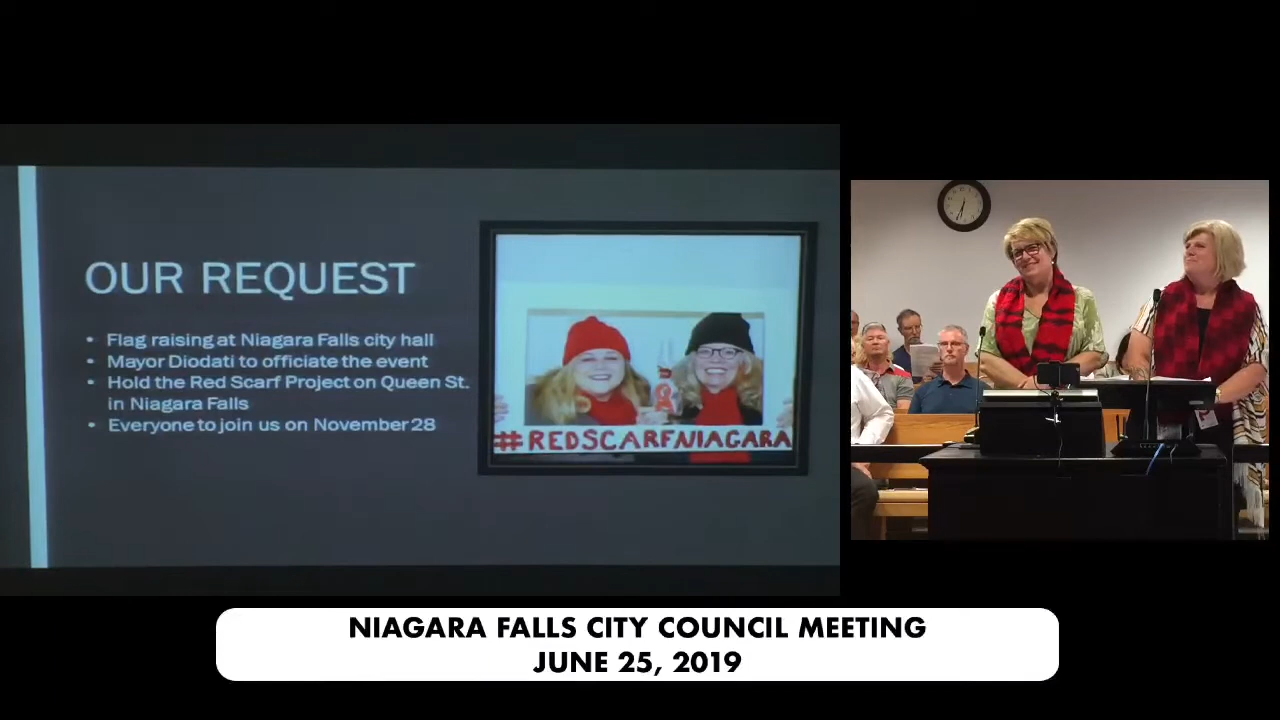 OUR REQUEST
• Flag raising at Niagara Falls city hall
• Mayor Diodati to officiate the event
• Hold the Red Scarf Project on Queen St.
in Niagara Falls
• Everyone to join us on November 28
#REDSCARFNIAGARA
NIAGARA FALLS CITY COUNCIL MEETING
JUNE 25, 2019